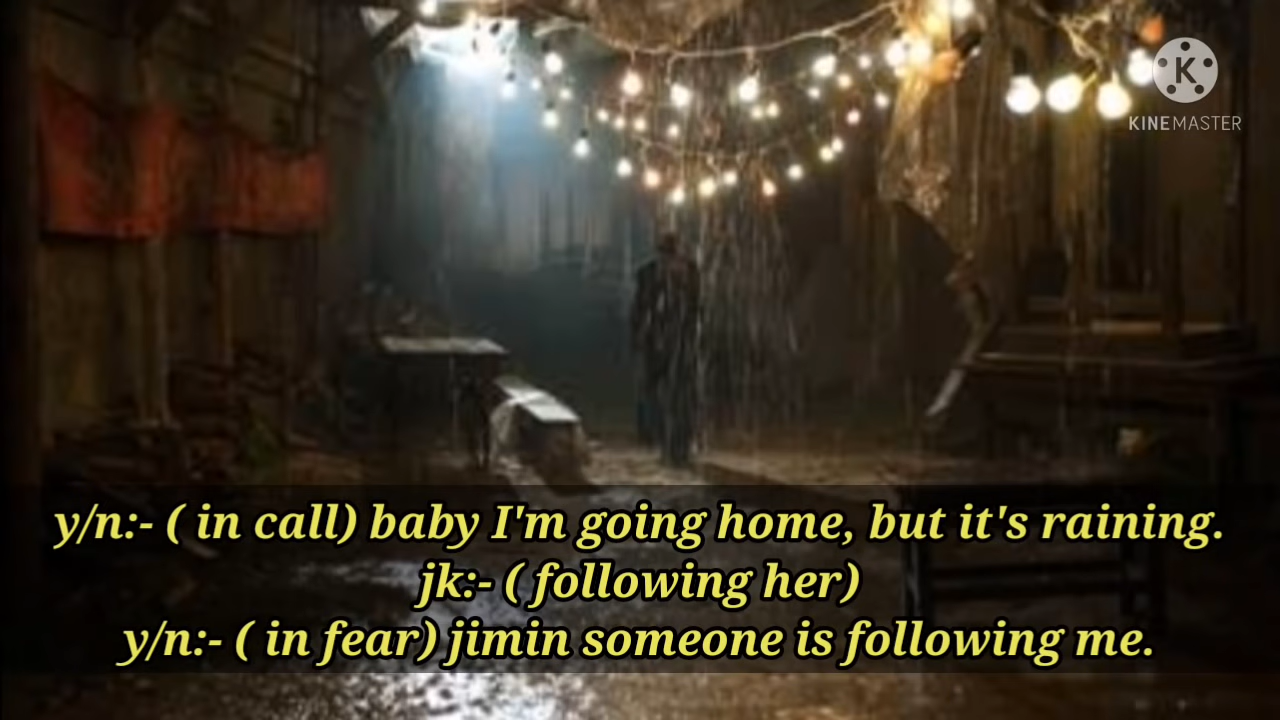 KINEMASTER
y/n:- ( in call) baby I'm going home, but it's raining.
jk:- ( following her)
y/n:- ( in fear) jimin someone is following me.